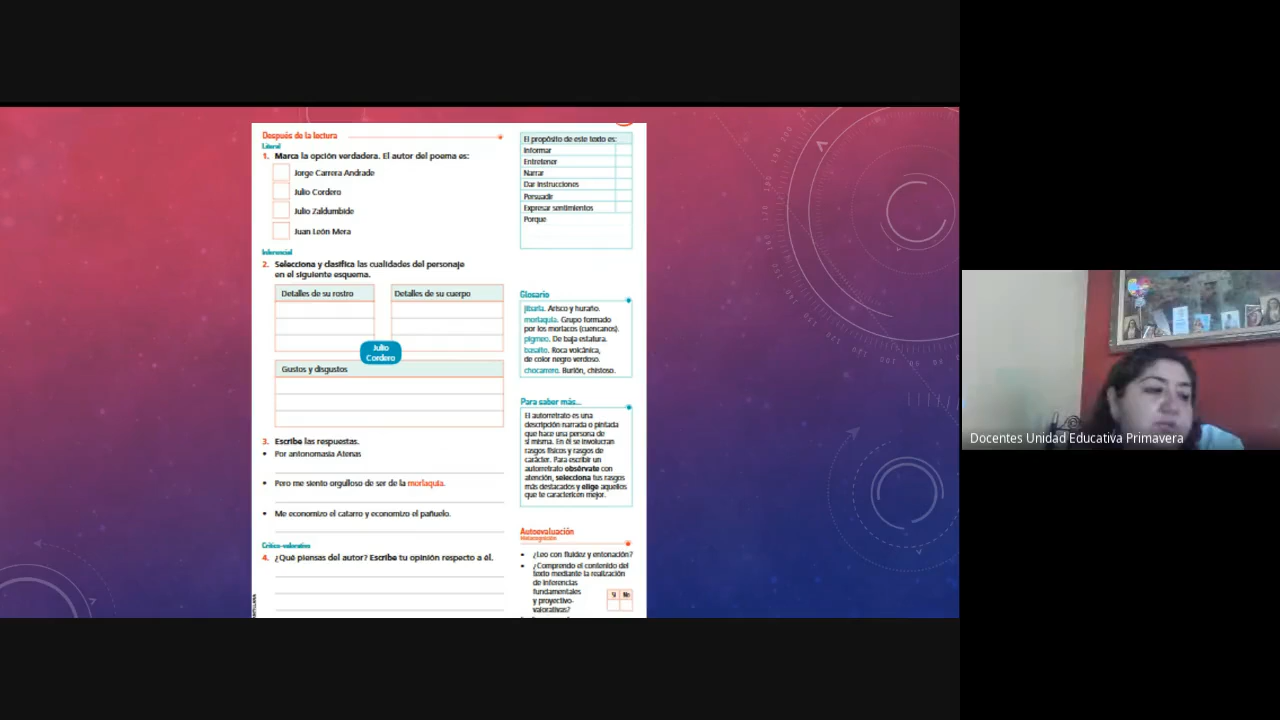 Después de la lectura
Literal
1. Marca la opción verdadera. El autor del poema es:
Jorge Carrera Andrade
Julio Cordero
Julio Zaldumbide
Juan León Mera
Inferencial
2. Selecciona y clasifica las cualidades del personaje
en el siguiente esquema.
Detalles de su rostro
Detalles de su cuerpo
Julio
Cordero
Gustos y disgustos
3. Escribe las respuestas.
• Por antonomasia Atenas
• Pero me siento orgulloso de ser de la morlaquía.
• Me economizo el catarro y economizo el pañuelo.
Crítico-valorativo
4. ¿Qué piensas del autor? Escribe tu opinión respecto a él.
El propósito de este texto es:
Informar
Entretener
Narrar
Dar instrucciones
Persuadir
Expresar sentimientos
Porque
Glosario
jibaría. Arisco y huraño.
morlaquía. Grupo formado
por los morlacos (cuencanos).
pigmeo. De baja estatura.
basalto. Roca volcánica,
de color negro verdoso.
chocarrero. Burlón, chistoso.
Para saber más...
El autorretrato es una
descripción narrada o pintada
que hace una persona de
sí misma. En él se involucran
rasgos físicos y rasgos de
carácter. Para escribir un
autorretrato obsérvate con
atención, selecciona tus rasgos
más destacados y elige aquellos
que te caractericen mejor.
Autoevaluación
Metacognición
• ¿Leo con fluidez y entonación?
• ¿Comprendo el contenido del
texto mediante la realización
de inferencias
fundamentales
y proyectivo-
valorativas?
Sí No
Docentes Unidad Educativa Primavera